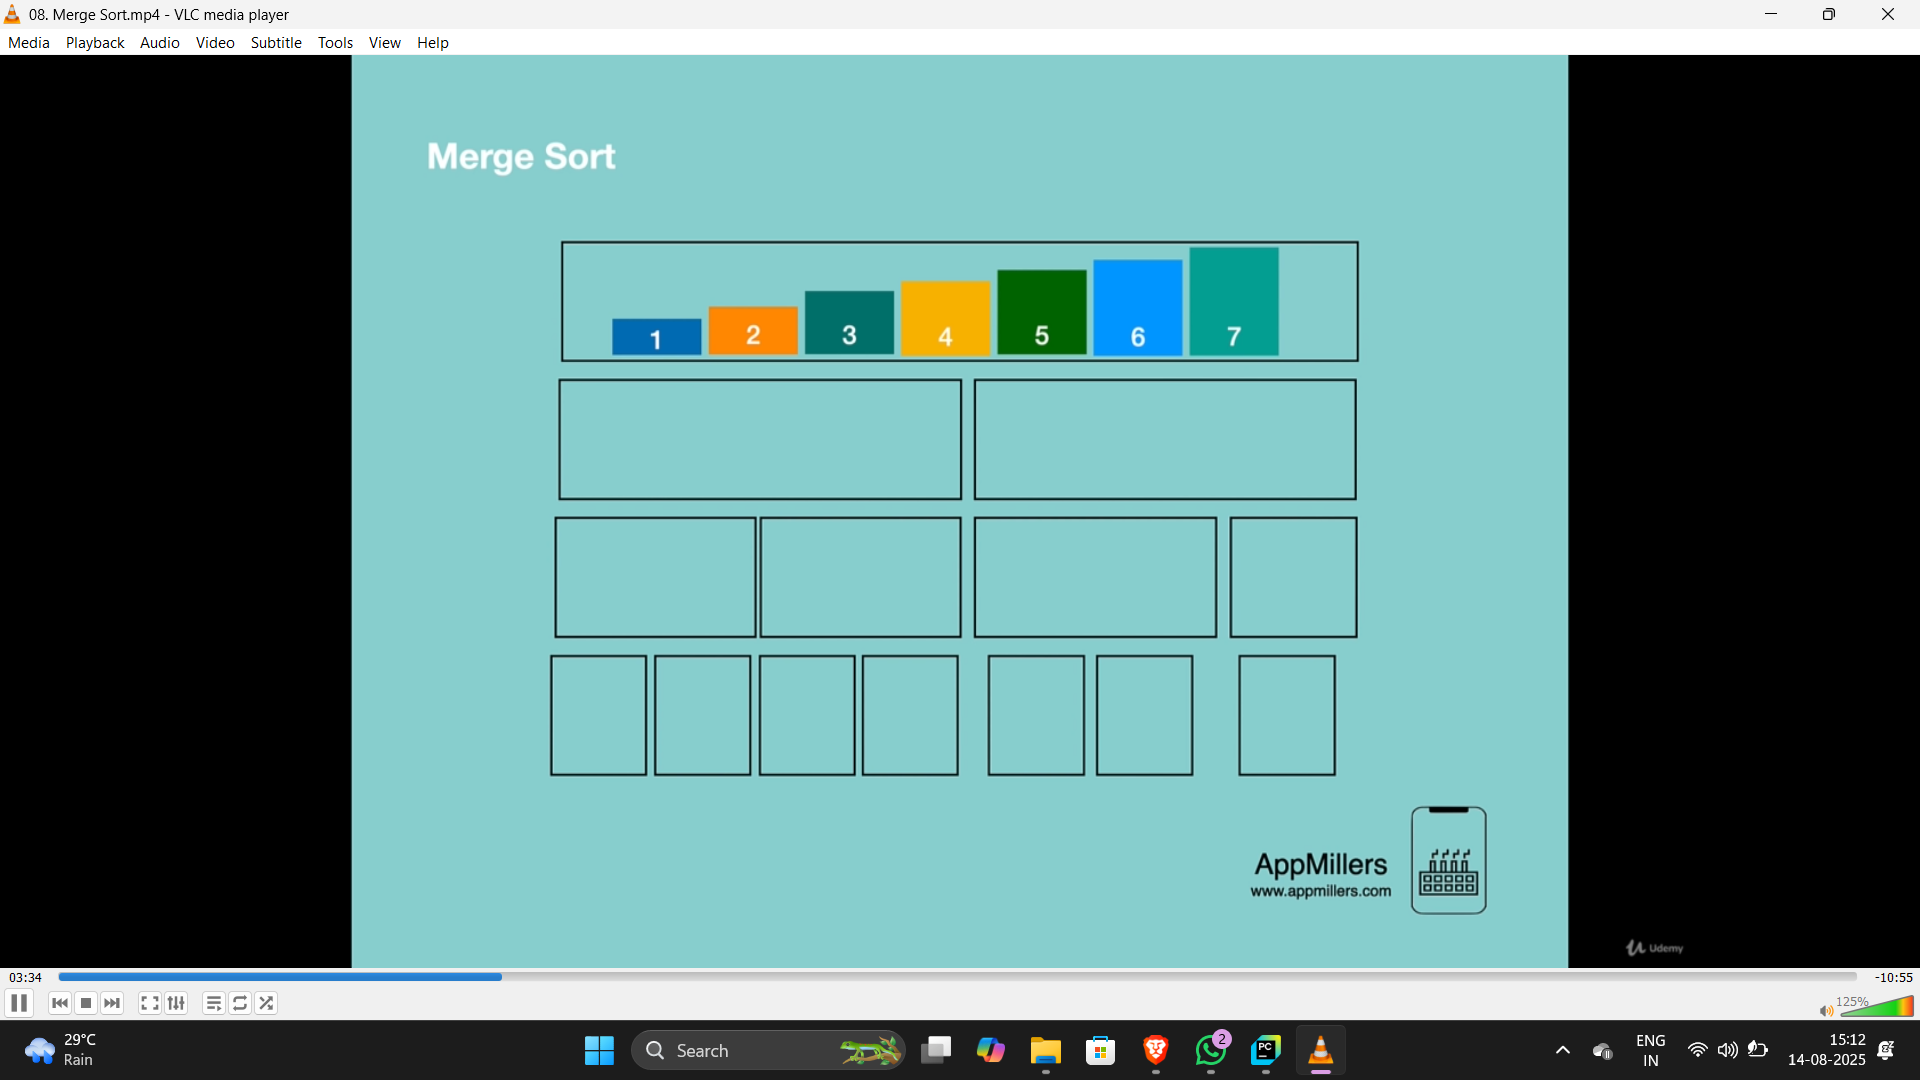 08. Merge Sort.mp4 - VLC media player
Media Playback Audio Video Subtitle Tools View Help
Merge Sort
1 2 3 4 5 6 7
AppMillers
www.appmillers.com
Udemy
03:34 -10:55
125%
29°C
Rain
Search
PC
2
ENG
IN
15:12
14-08-2025